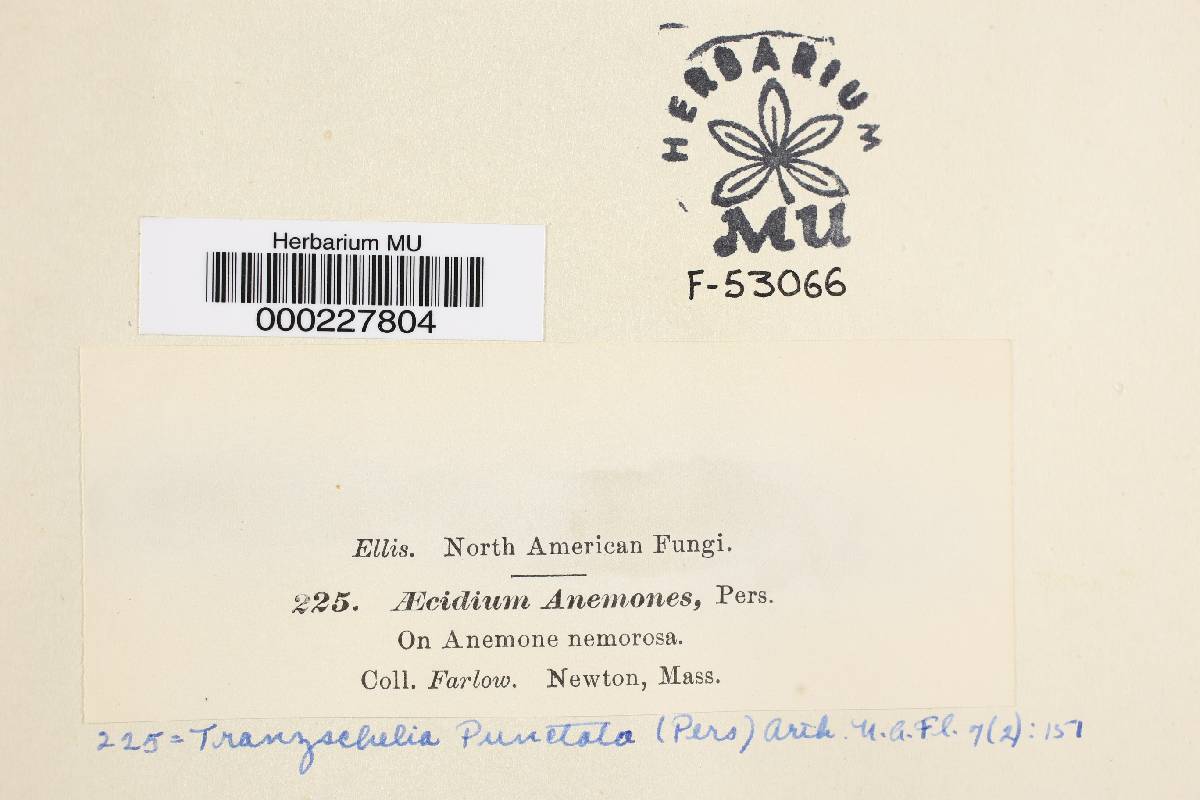 HERBARIUM
MU
F-53066
Herbarium MU
000227804
Ellis. North American Fungi.
225. Æcidium Anemones, Pers.
On Anemone nemorosa.
Coll. Farlow. Newton, Mass.
225 = Tranzschelia Punctata (Pers) Arth. N.A.Fl. 7(2):151